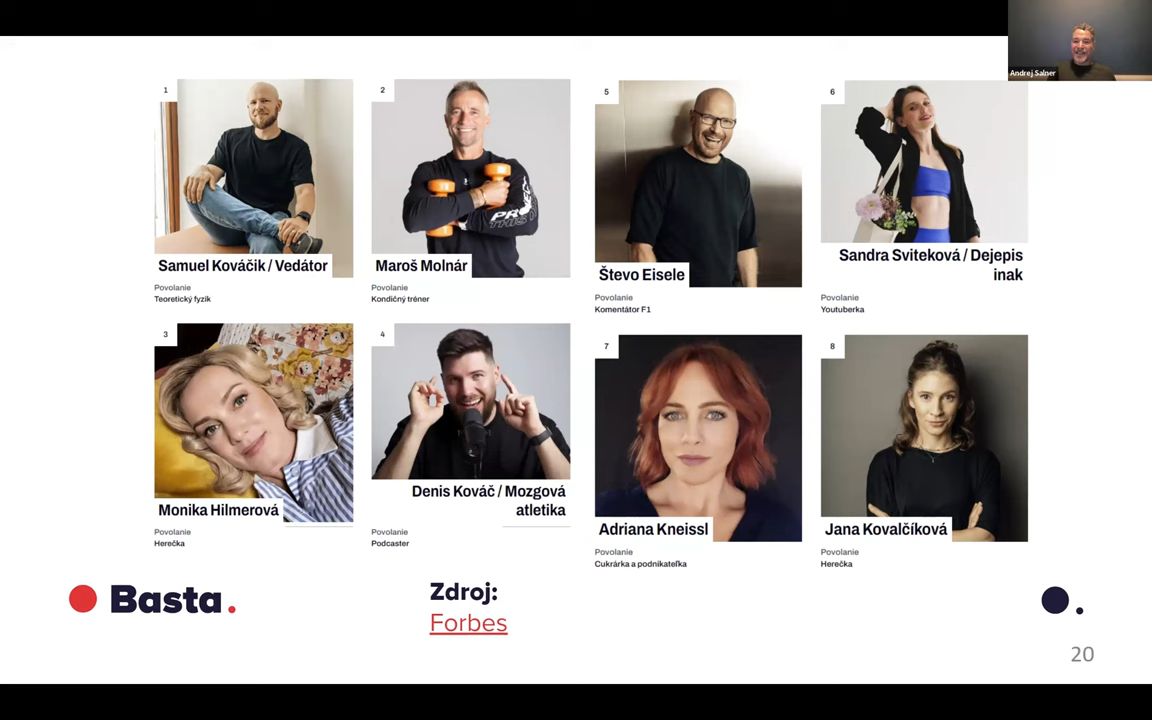 Andrej Salner
1
Samuel Kováčik / Vedátor
Povolanie
Teoretický fyzik
2
PRO
THIS
Maroš Molnár
Povolanie
Kondičný tréner
3
Monika Hilmerová
Povolanie
Herečka
4
Denis Kováč / Mozgová
atletika
Povolanie
Podcaster
5
Števo Eisele
Povolanie
Komentátor F1
6
Sandra Sviteková / Dejepis
inak
Povolanie
Youtuberka
7
Adriana Kneissl
Povolanie
Cukrárka a podnikateľka
8
Jana Kovalčíková
Povolanie
Herečka
Basta.
Zdroj:
Forbes
20